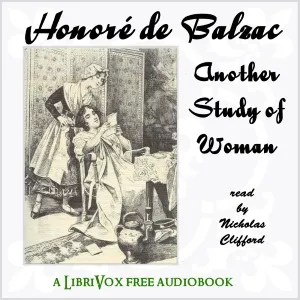 Honoré de Balzac
Another
Study of
Woman
read
by
Nicholas
Clifford
a LibriVox free audiobook